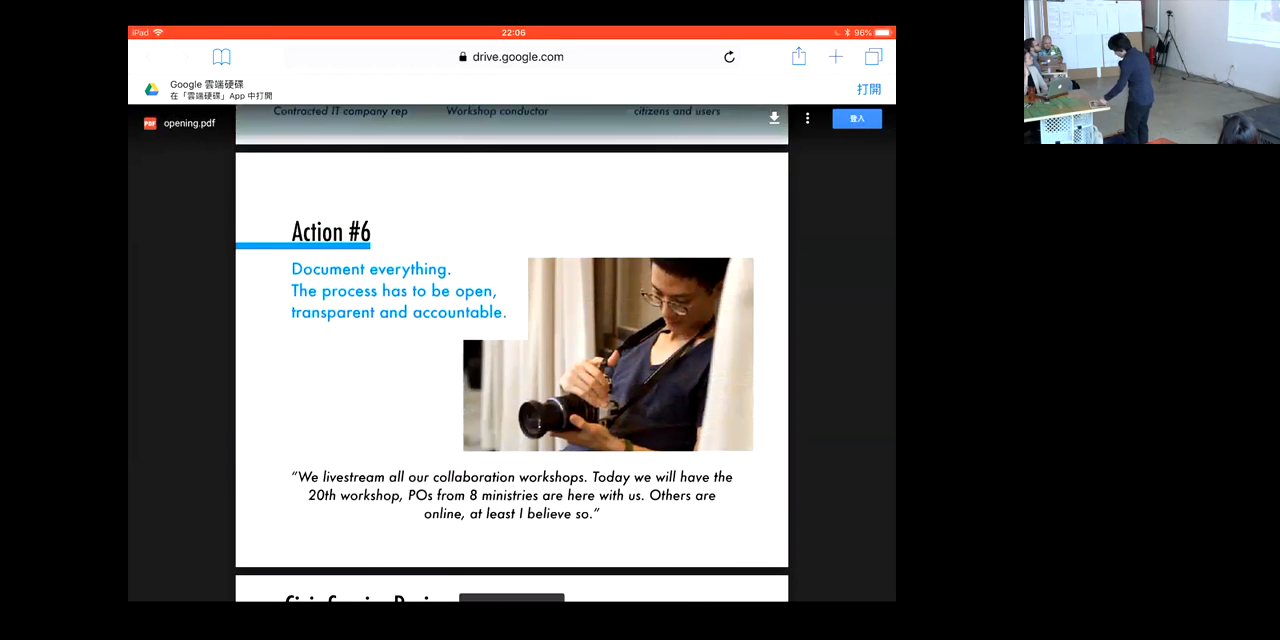 iPad
22:06
96%
drive.google.com
Google 雲端硬碟
在「雲端硬碟」App 中打開
打開
PDF
opening.pdf
登入
Contracted IT company rep
Workshop conductor
citizens and users
Action #6
Document everything.
The process has to be open,
transparent and accountable.
“We livestream all our collaboration workshops. Today we will have the
20th workshop, POs from 8 ministries are here with us. Others are
online, at least I believe so.”